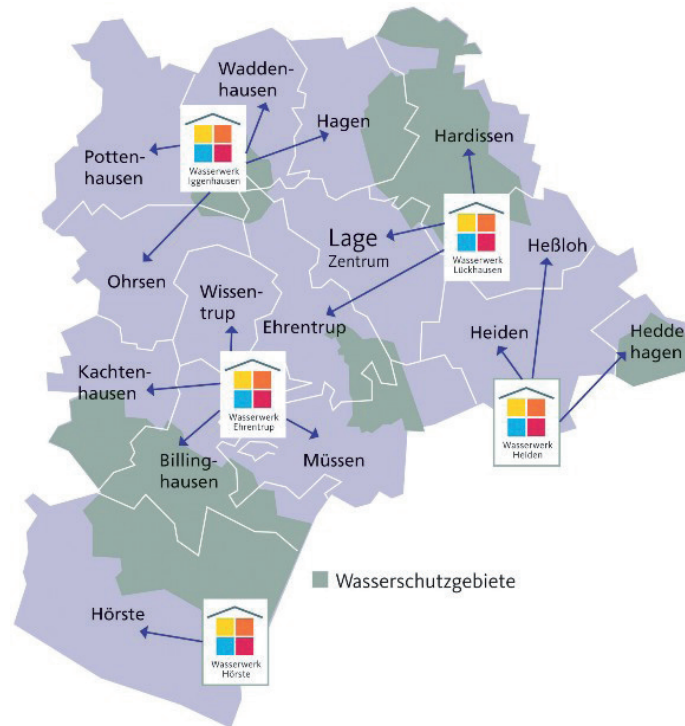 Wadden-
hausen
Hagen
Hardissen
Potten-
hausen
Wasserwerk
Iggenhausen
Lage
Zentrum
Wasserwerk
Lückhausen
Heßloh
Ohrsen
Wissen-
trup
Ehrentrup
Heiden
Hedde
hagen
Kachten-
hausen
Wasserwerk
Ehrentrup
Wasserwerk
Heiden
Billing-
hausen
Müssen
Wasserschutzgebiete
Hörste
Wasserwerk
Hörste